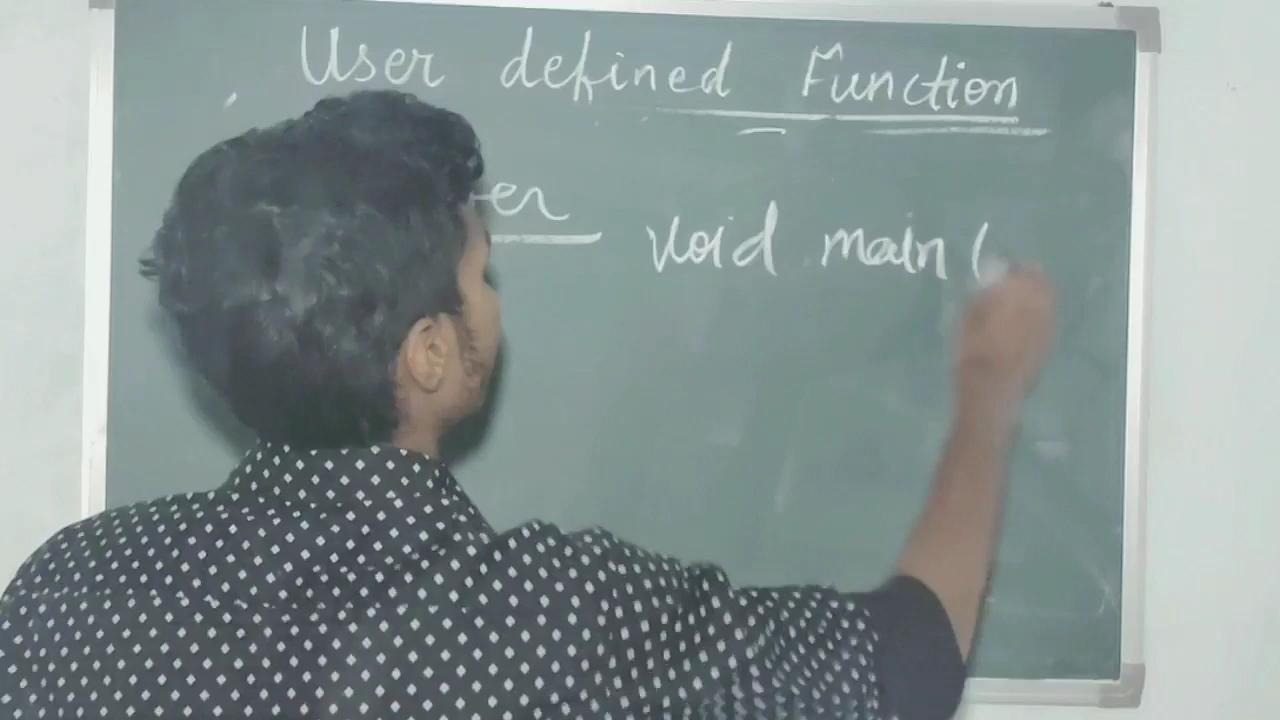 User defined Function
void main (